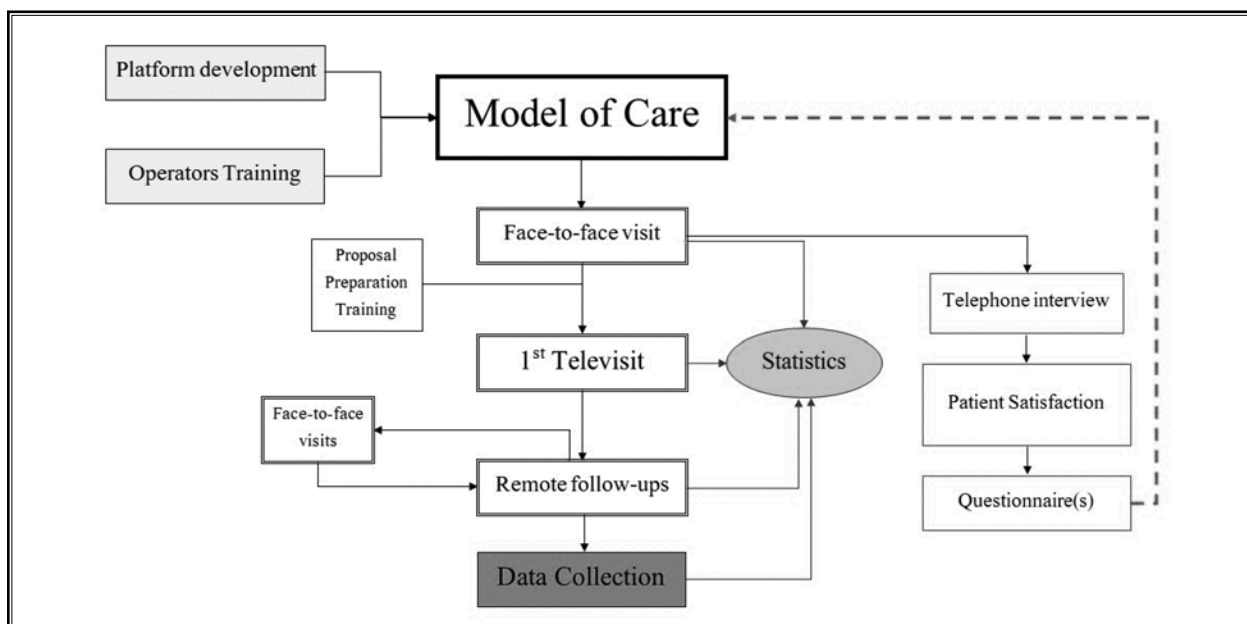 Platform development
Model of Care
Operators Training
Face-to-face visit
Proposal
Preparation
Training
Telephone interview
1st Televisit
Statistics
Patient Satisfaction
Face-to-face
visits
Remote follow-ups
Questionnaire(s)
Data Collection